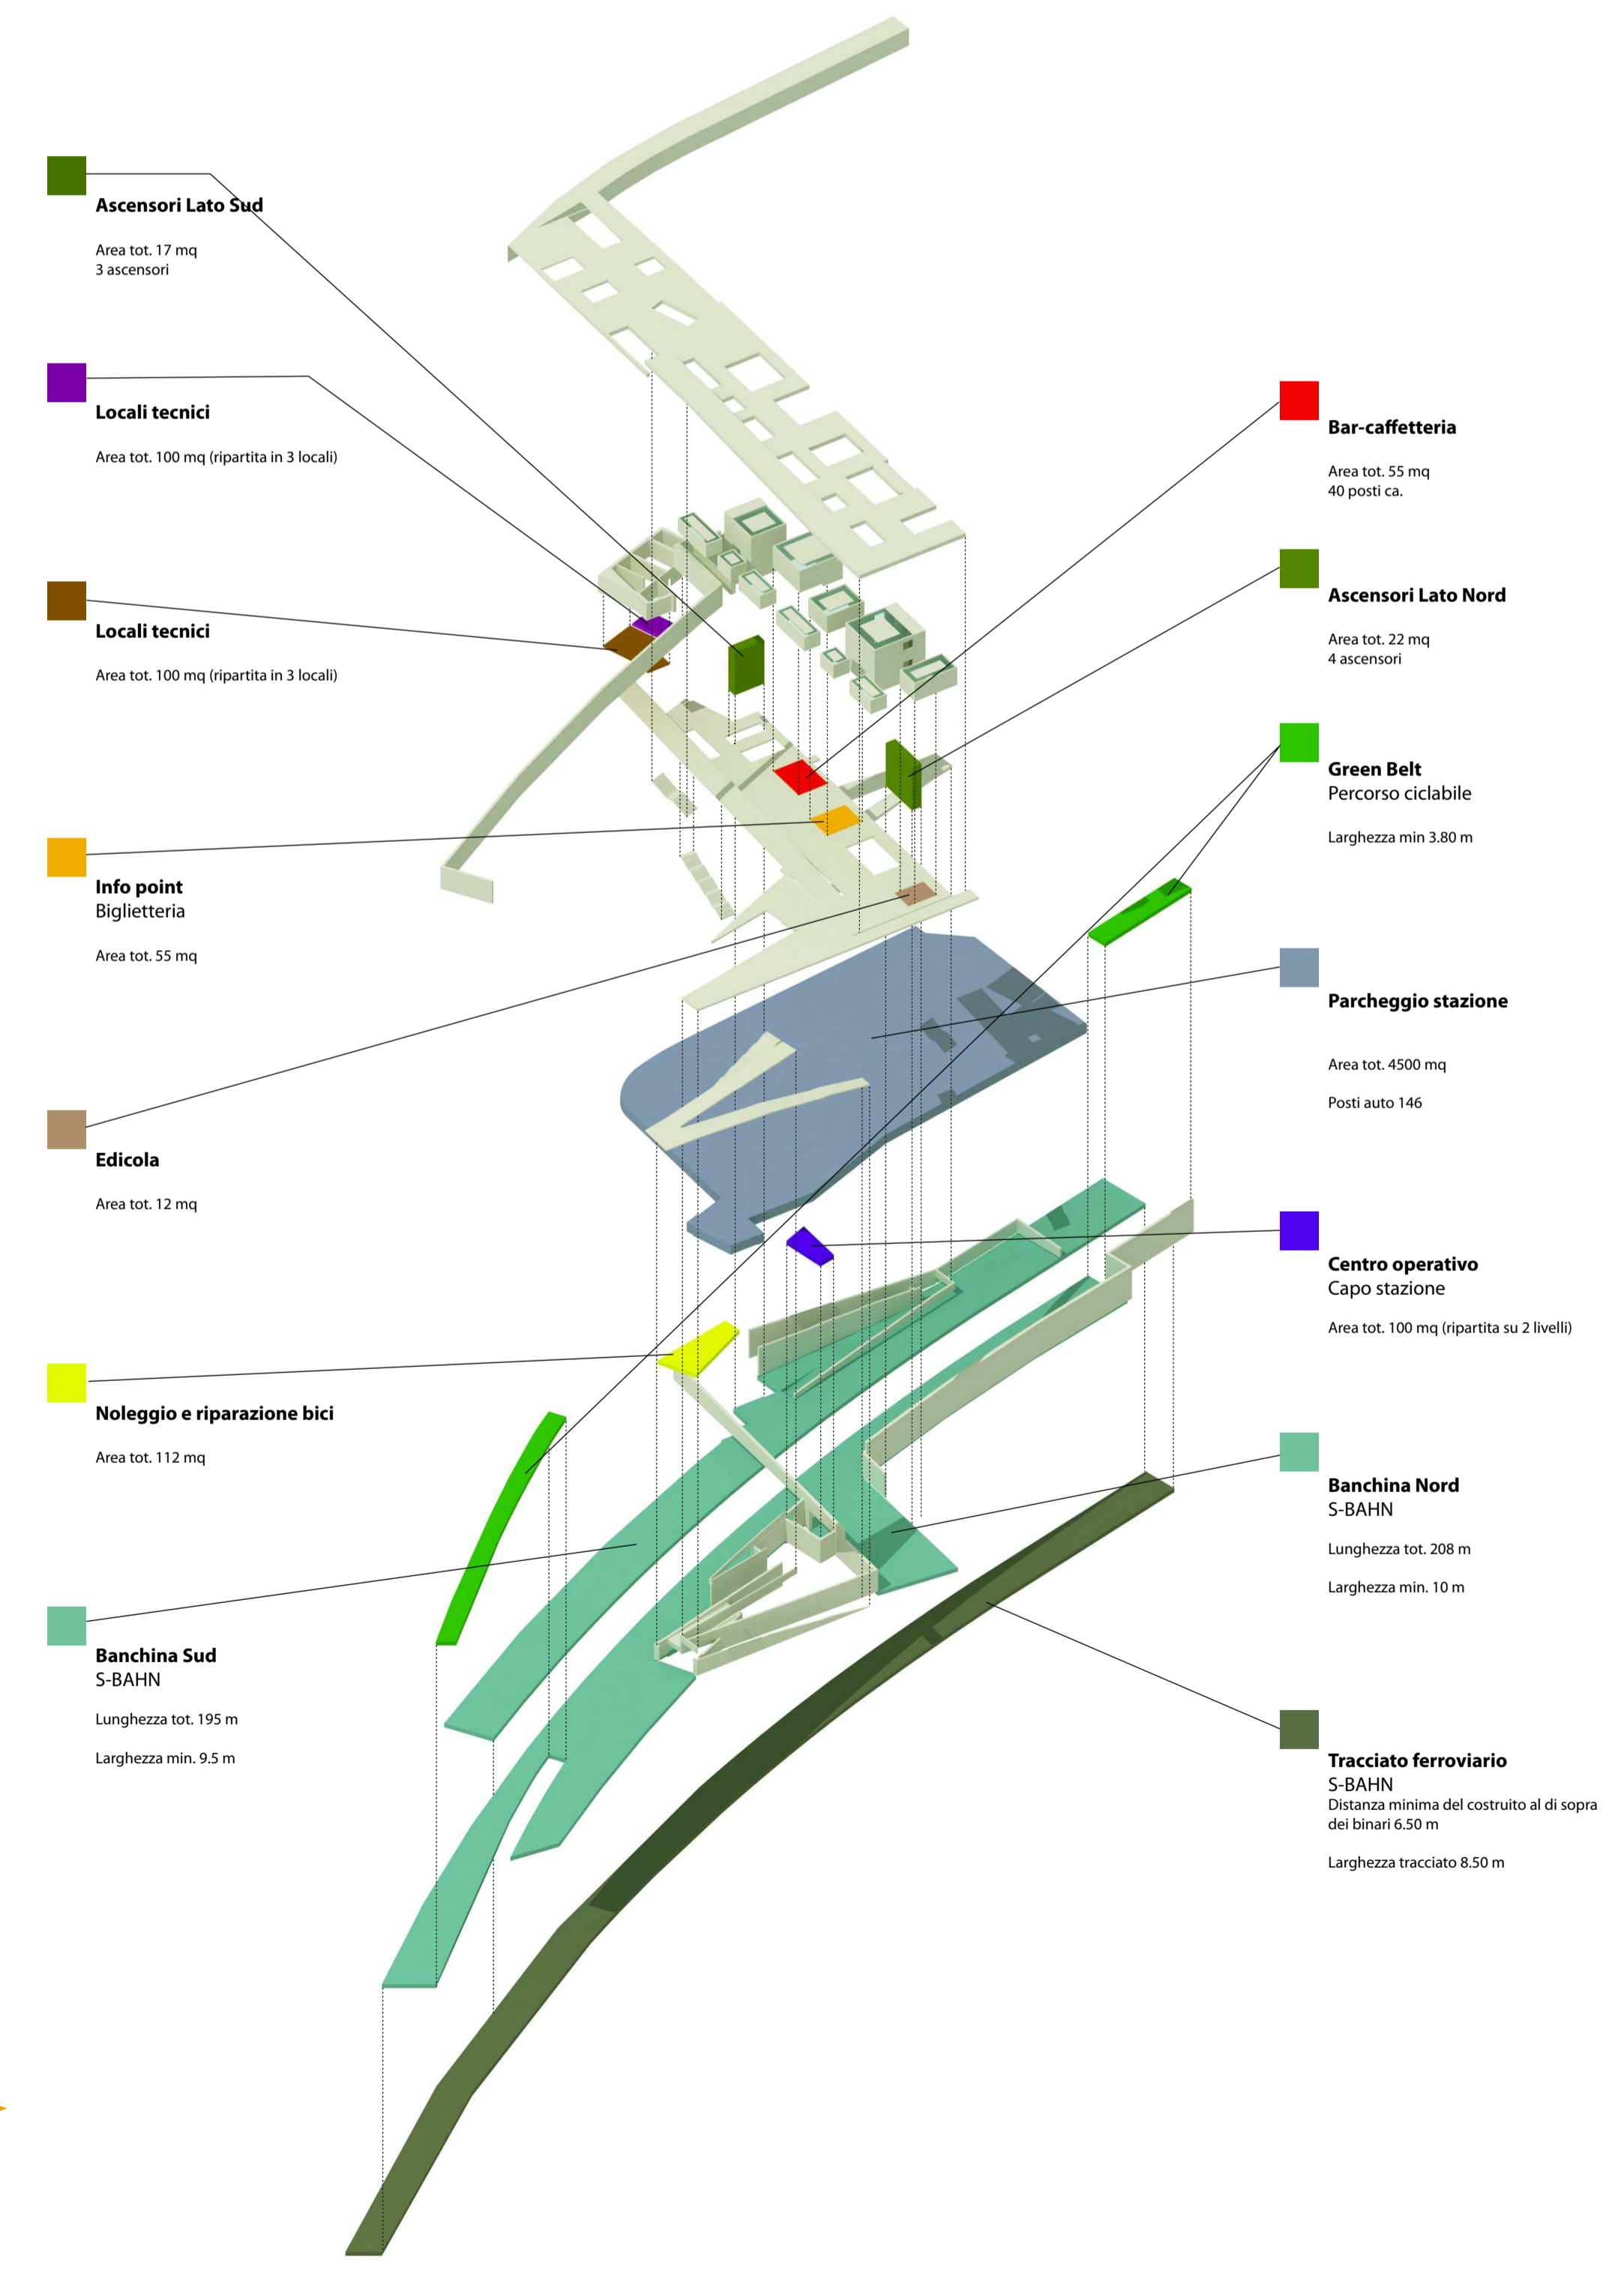 Ascensori Lato Sud
Area tot. 17 mq
3 ascensori
Locali tecnici
Area tot. 100 mq (ripartita in 3 locali)
Locali tecnici
Area tot. 100 mq (ripartita in 3 locali)
Info point
Biglietteria
Area tot. 55 mq
Edicola
Area tot. 12 mq
Noleggio e riparazione bici
Area tot. 112 mq
Banchina Sud
S-BAHN
Lunghezza tot. 195 m
Larghezza min. 9.5 m
Bar-caffetteria
Area tot. 55 mq
40 posti ca.
Ascensori Lato Nord
Area tot. 22 mq
4 ascensori
Green Belt
Percorso ciclabile
Larghezza min 3.80 m
Parcheggio stazione
Area tot. 4500 mq
Posti auto 146
Centro operativo
Capo stazione
Area tot. 100 mq (ripartita su 2 livelli)
Banchina Nord
S-BAHN
Lunghezza tot. 208 m
Larghezza min. 10 m
Tracciato ferroviario
S-BAHN
Distanza minima del costruito al di sopra
dei binari 6.50 m
Larghezza tracciato 8.50 m